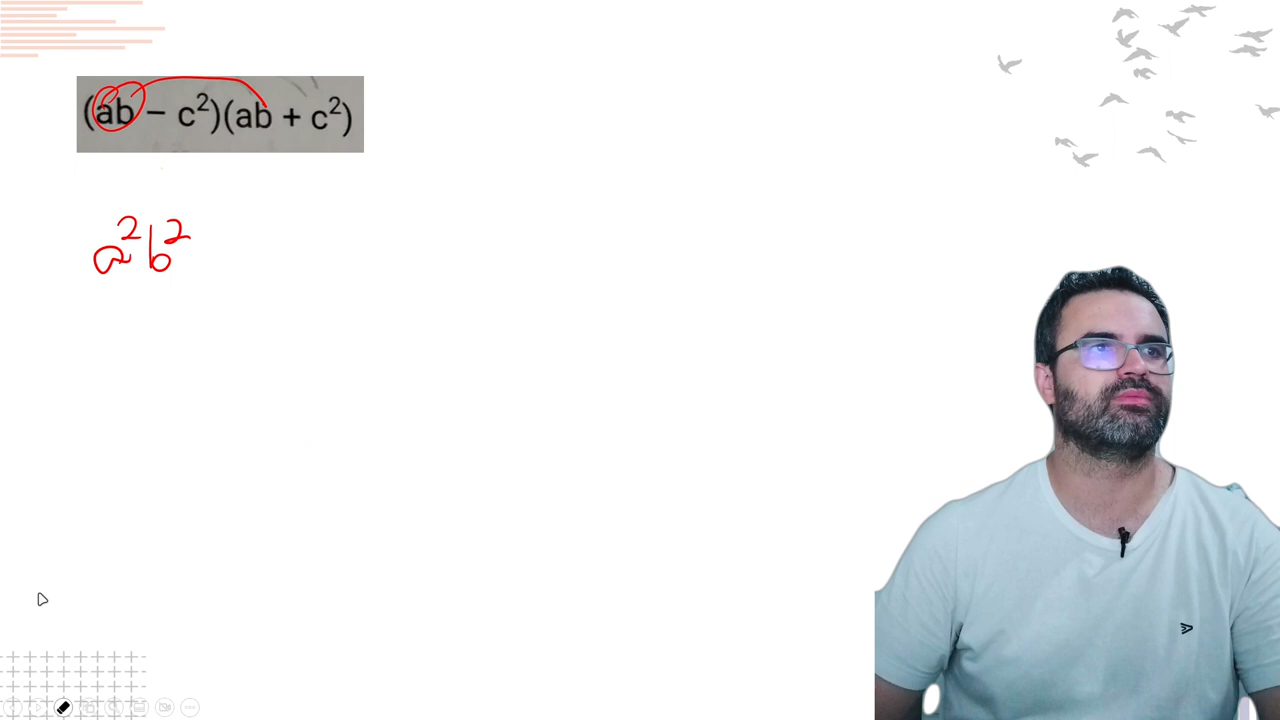 (ab − c²)(ab + c²)
a²b²